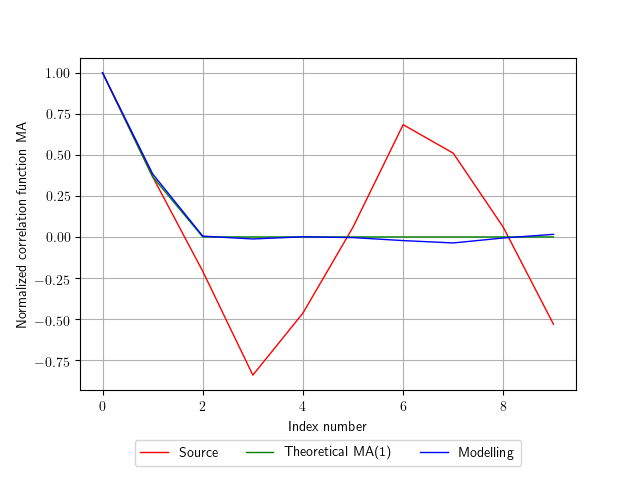 Normalized correlation function MA
1.00
0.75
0.50
0.25
0.00
−0.25
−0.50
−0.75
0 2 4 6 8
Index number
Source Theoretical MA(1) Modelling